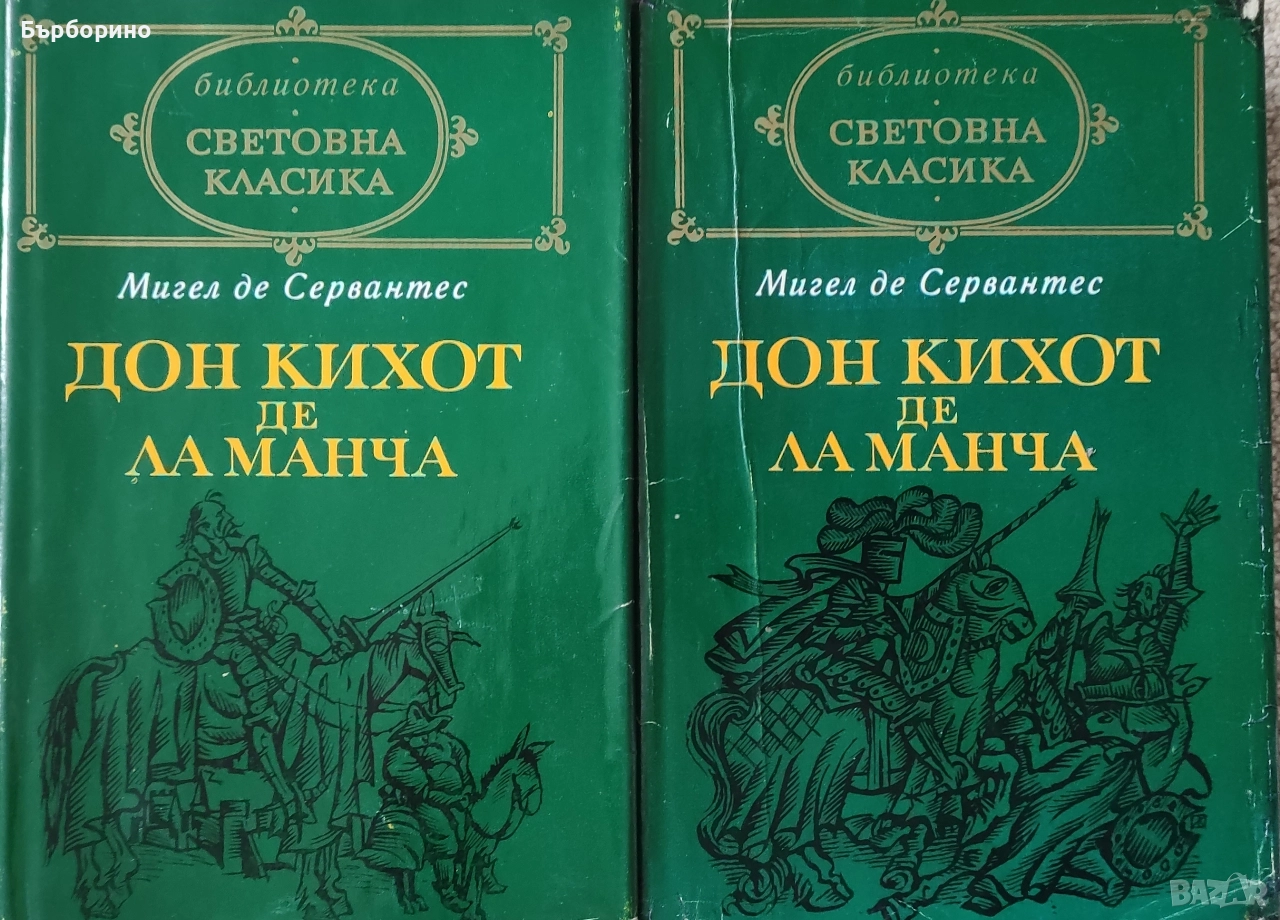 Бърборино
библиотека
СВЕТОВНА
КЛАСИКА
Мигел де Сервантес
ДОН КИХОТ
ДЕ
ЛА МАНЧА
библиотека
СВЕТОВНА
КЛАСИКА
Мигел де Сервантес
ДОН КИХОТ
ДЕ
ЛА МАНЧА
BAZAR